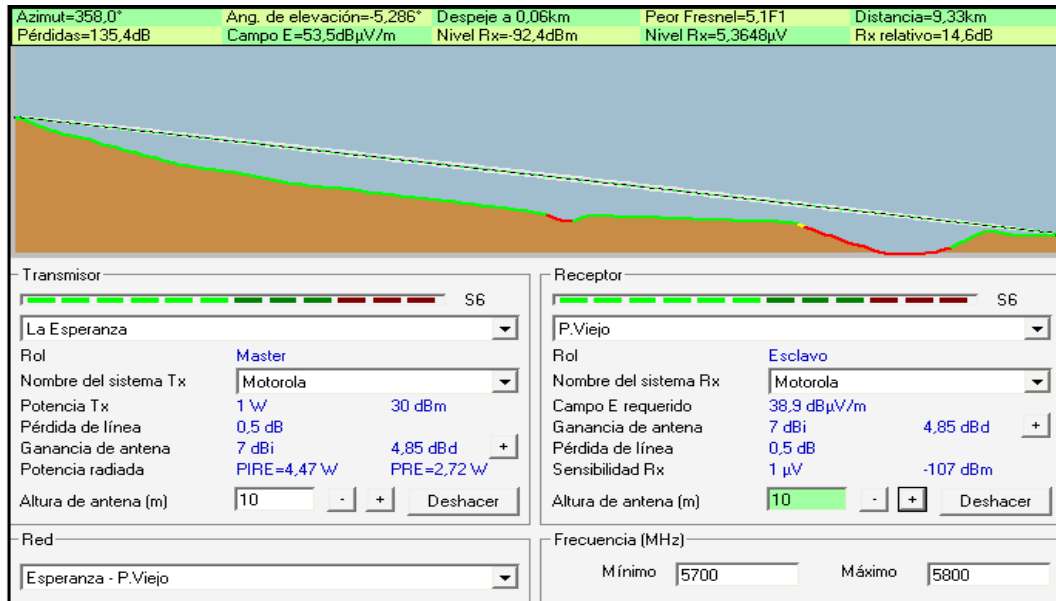 Azimut=358,0° Ang. de elevación=-5,286° Despeje a 0,06km Peor Fresnel=5,1F1 Distancia=9,33km
Pérdidas=135,4dB Campo E=53,5dBµV/m Nivel Rx=-92,4dBm Nivel Rx=5,3648µV Rx relativo=14,6dB
Transmisor
S6
La Esperanza
Rol Master
Nombre del sistema Tx Motorola
Potencia Tx 1 W 30 dBm
Pérdida de línea 0,5 dB
Ganancia de antena 7 dBi 4,85 dBd +
Potencia radiada PIRE=4,47 W PRE=2,72 W
Altura de antena (m) 10 - + Deshacer
Red
Esperanza - P.Viejo
Receptor
S6
P.Viejo
Rol Esclavo
Nombre del sistema Rx Motorola
Campo E requerido 38,9 dBµV/m
Ganancia de antena 7 dBi 4,85 dBd +
Pérdida de línea 0,5 dB
Sensibilidad Rx 1 µV -107 dBm
Altura de antena (m) 10 - + Deshacer
Frecuencia (MHz)
Mínimo 5700 Máximo 5800